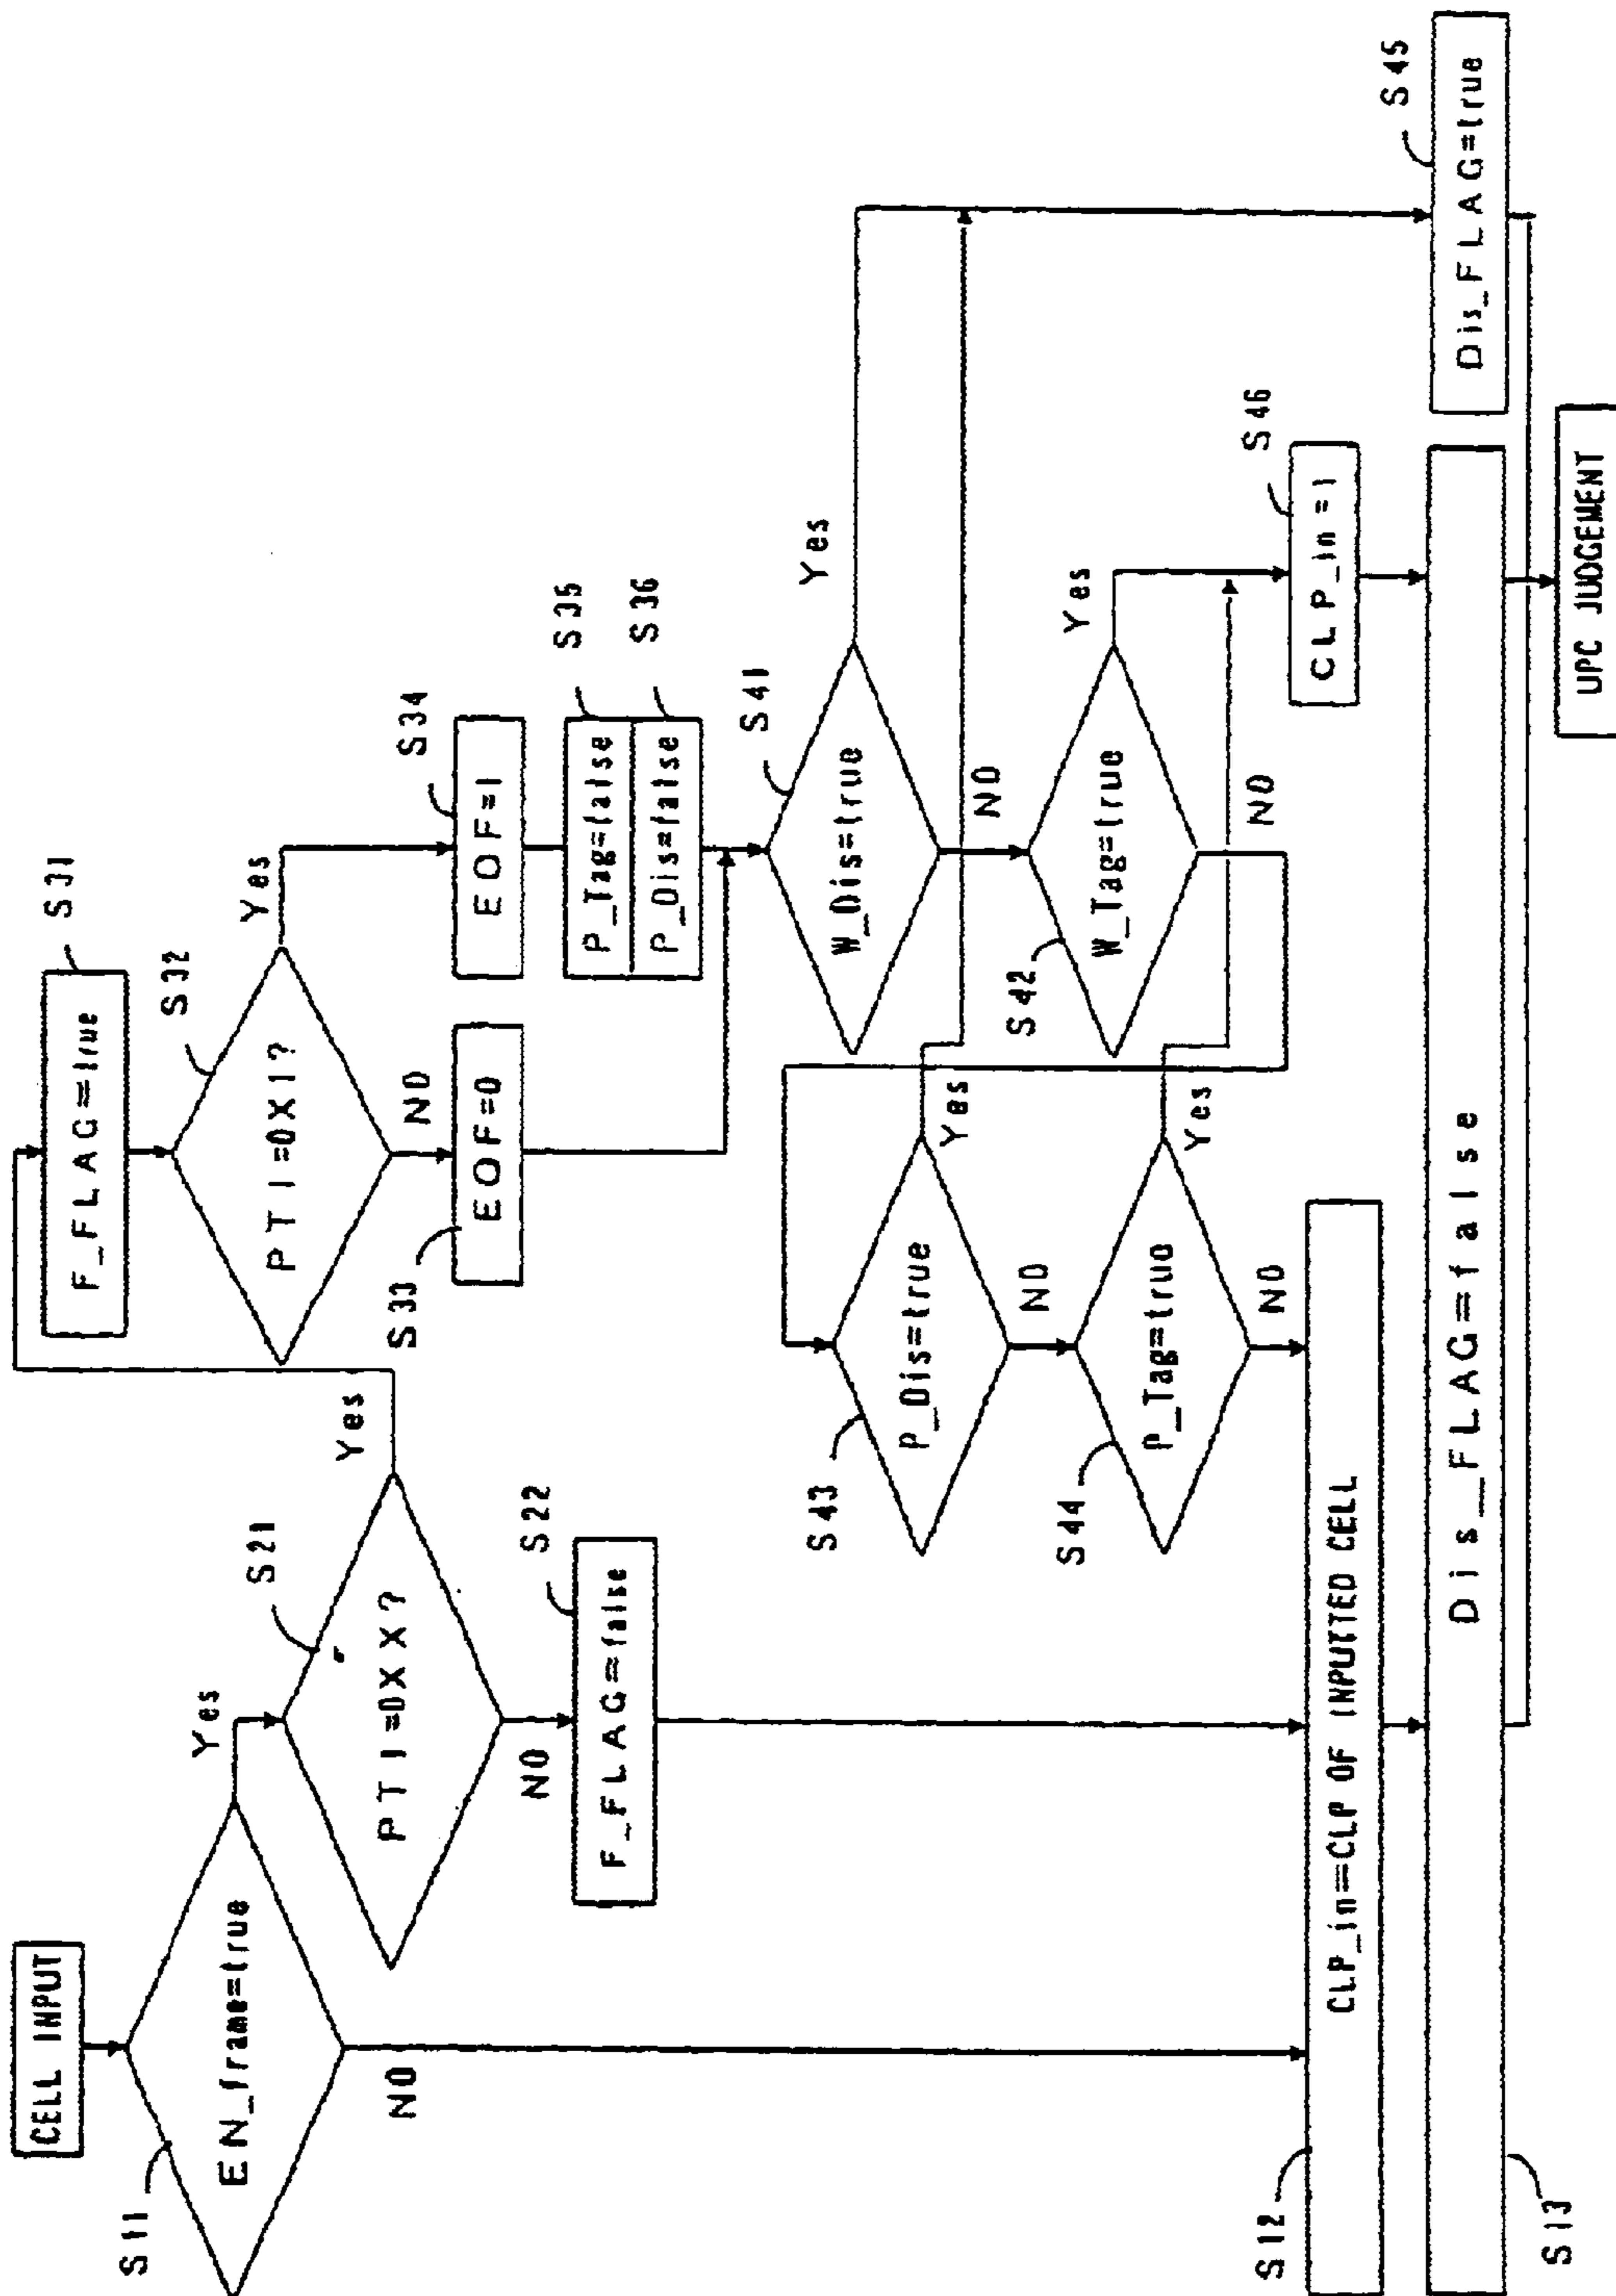 CELL INPUT
S11
EN_frame=true
Yes
NO
S21
PTI=0XX?
Yes
NO
S22
F_FLAG=false
S31
F_FLAG=true
S32
PTI=0X1?
Yes
NO
S33
EOF=0
S34
EOF=1
S35
P_Tag=false
S36
P_Dis=false
S41
W_Dis=true
Yes
NO
S42
W_Tag=true
Yes
NO
S43
P_Dis=true
Yes
NO
S44
P_Tag=true
Yes
NO
S46
CLP_in=1
S12
CLP_in=CLP OF INPUTTED CELL
S13
Dis_FLAG=false
S45
Dis_FLAG=true
UPC JUDGEMENT